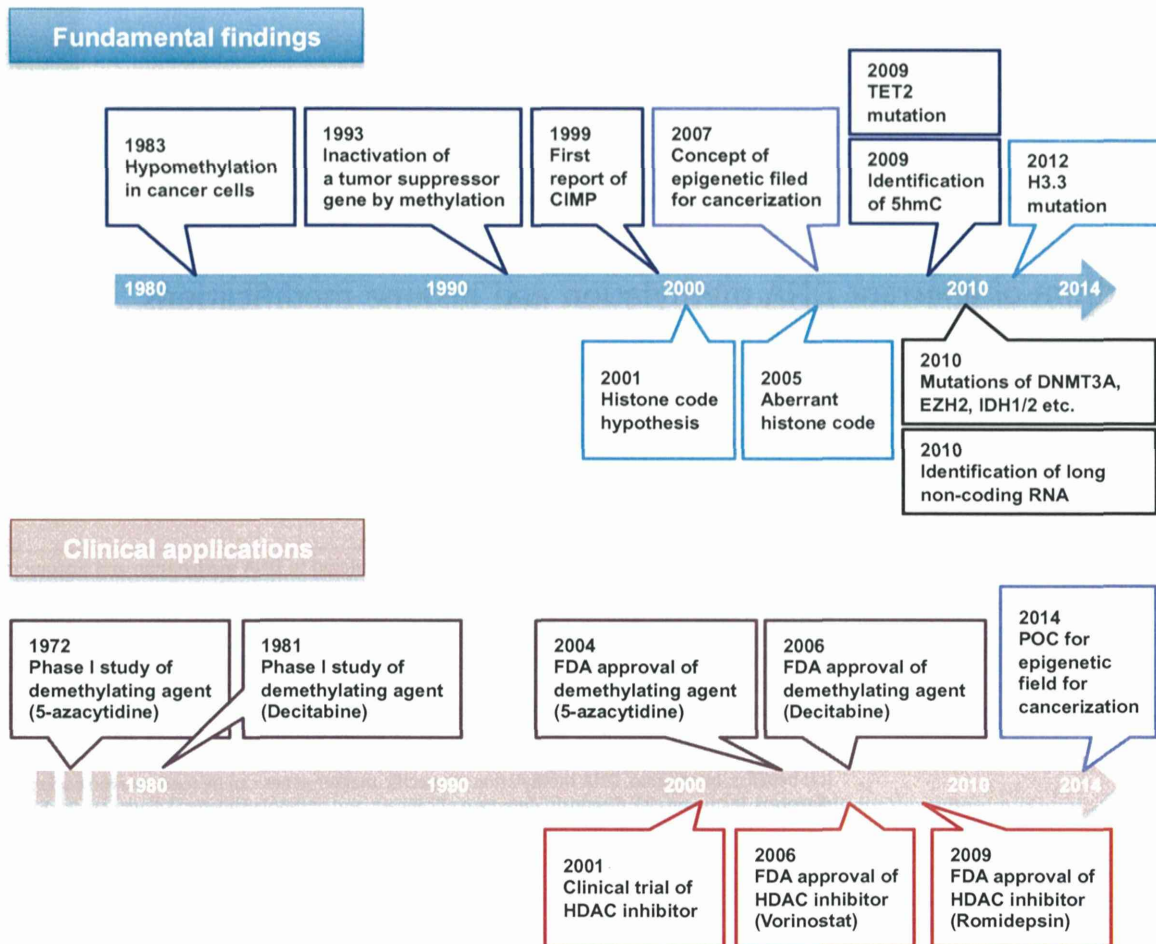 Fundamental findings
1983
Hypomethylation
in cancer cells
1993
Inactivation of
a tumor suppressor
gene by methylation
1999
First
report of
CIMP
2007
Concept of
epigenetic filed
for cancerization
2009
TET2
mutation
2009
Identification
of 5hmC
2012
H3.3
mutation
1980
1990
2000
2010
2014
2001
Histone code
hypothesis
2005
Aberrant
histone code
2010
Mutations of DNMT3A,
EZH2, IDH1/2 etc.
2010
Identification of long
non-coding RNA
Clinical applications
1972
Phase I study of
demethylating agent
(5-azacytidine)
1981
Phase I study of
demethylating agent
(Decitabine)
2004
FDA approval of
demethylating agent
(5-azacytidine)
2006
FDA approval of
demethylating agent
(Decitabine)
2014
POC for
epigenetic
field for
cancerization
1980
1990
2000
2010
2014
2001
Clinical trial of
HDAC inhibitor
2006
FDA approval of
HDAC inhibitor
(Vorinostat)
2009
FDA approval of
HDAC inhibitor
(Romidepsin)